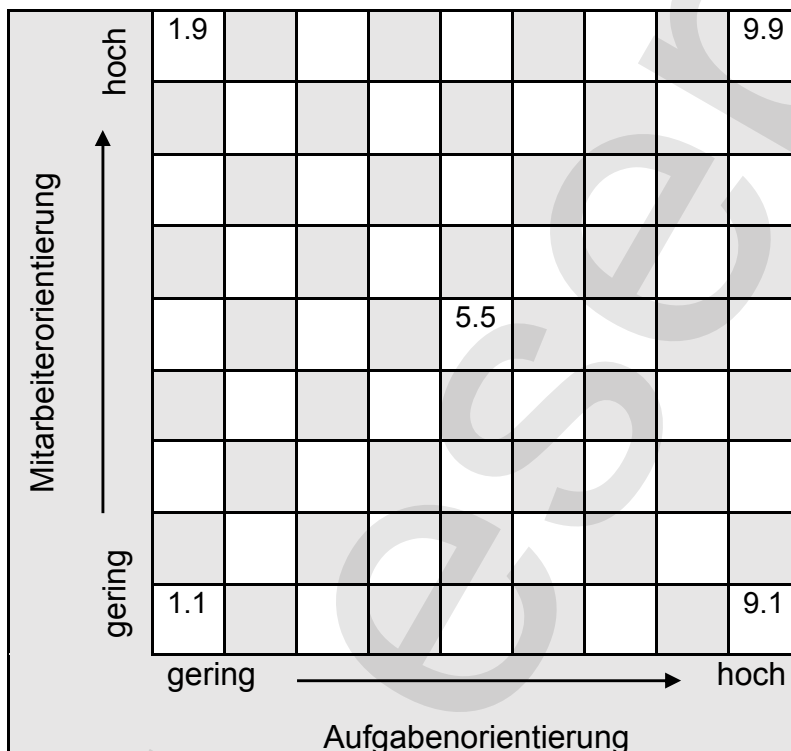 hoch
Mitarbeiterorientierung
gering
1.9 9.9
5.5
1.1 9.1
gering hoch
Aufgabenorientierung